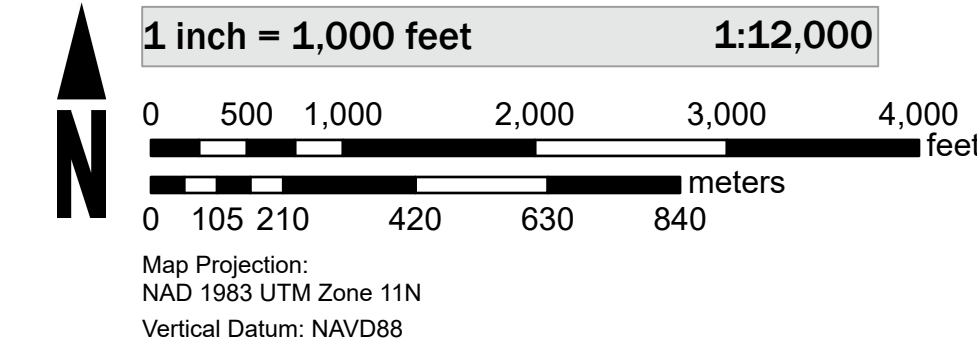 1 inch = 1,000 feet 1:12,000
0 500 1,000 2,000 3,000 4,000
feet
N
meters
0 105 210 420 630 840
Map Projection:
NAD 1983 UTM Zone 11N
Vertical Datum: NAVD88